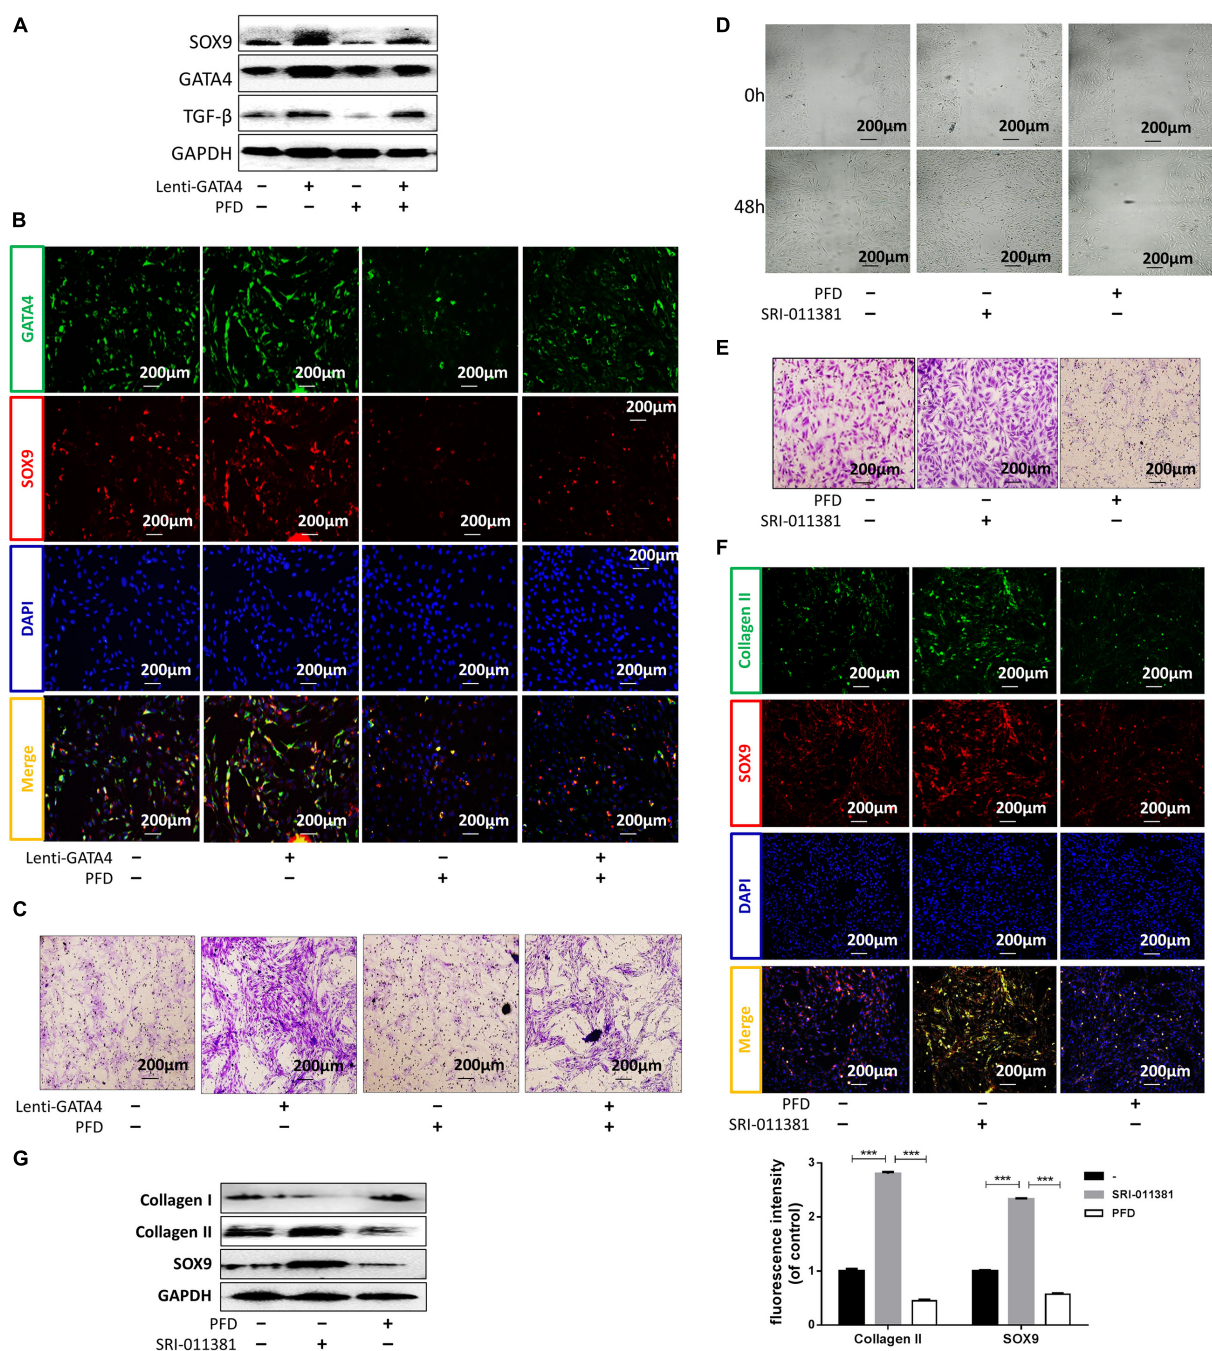 A
SOX9
GATA4
TGF-β
GAPDH
Lenti-GATA4 – + – +
PFD – – + +
B
GATA4
200μm 200μm 200μm 200μm
SOX9
200μm
200μm 200μm 200μm 200μm
DAPI
200μm
200μm 200μm 200μm 200μm
Merge
200μm 200μm 200μm 200μm
Lenti-GATA4 – + – +
PFD – – + +
C
200μm 200μm 200μm 200μm
Lenti-GATA4 – + – +
PFD – – + +
G
Collagen I
Collagen II
SOX9
GAPDH
PFD – – +
SRI-011381 – + –
D
0h
200μm 200μm 200μm
48h
200μm 200μm 200μm
PFD – – +
SRI-011381 – + –
E
200μm 200μm 200μm
PFD – – +
SRI-011381 – + –
F
Collagen II
200μm 200μm 200μm
SOX9
200μm 200μm 200μm
DAPI
200μm 200μm 200μm
Merge
200μm 200μm 200μm
PFD – – +
SRI-011381 – + –
fluorescence intensity
(of control)
3
2
1
0
*** ***
*** ***
Collagen II SOX9
-
SRI-011381
PFD